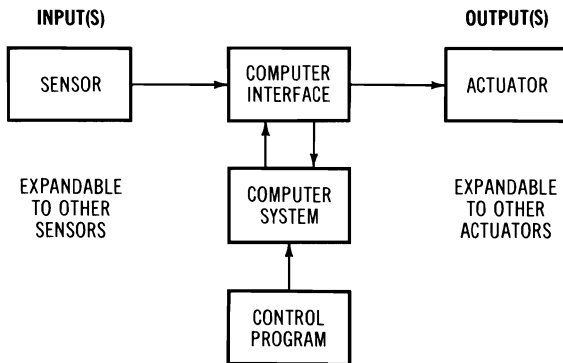 INPUT(S)
OUTPUT(S)
SENSOR
COMPUTER
INTERFACE
ACTUATOR
EXPANDABLE
TO OTHER
SENSORS
COMPUTER
SYSTEM
EXPANDABLE
TO OTHER
ACTUATORS
CONTROL
PROGRAM